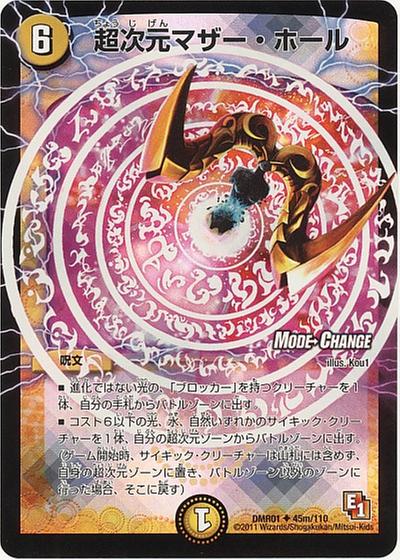 6
ちょう じ げん
超次元マザー・ホール
MODE CHANGE
呪文
illus. Kou1
■ 進化ではない光の、「ブロッカー」を持つクリーチャーを1
体、自分の手札からバトルゾーンに出す。
■ コスト6以下の光、水、自然いずれかのサイキック・クリー
チャーを1体、自分の超次元ゾーンからバトルゾーンに出す。
(ゲーム開始時、サイキック・クリーチャーは山札には含めず、
自身の超次元ゾーンに置き、バトルゾーン以外のゾーンに
行った場合、そこに戻す)
1
DMR01 ◆ 45m/110
©2011 Wizards/Shogakukan/Mitsui-Kids
E1